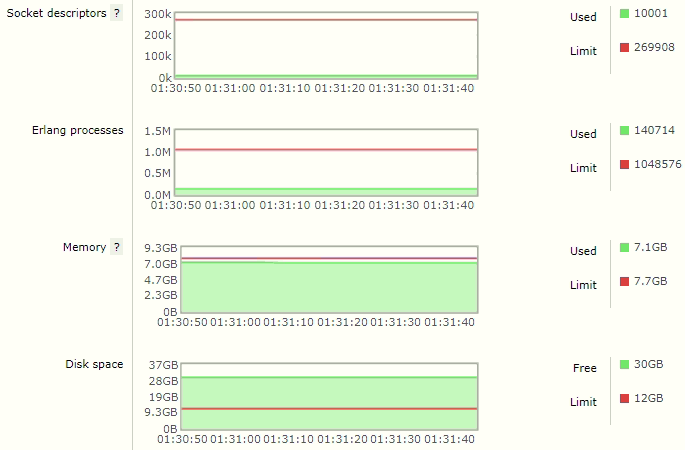 Socket descriptors ?
300k
200k
100k
0k
01:30:50 01:31:00 01:31:10 01:31:20 01:31:30 01:31:40
Used 10001
Limit 269908
Erlang processes
1.5M
1.0M
0.5M
0.0M
01:30:50 01:31:00 01:31:10 01:31:20 01:31:30 01:31:40
Used 140714
Limit 1048576
Memory ?
9.3GB
7.0GB
4.7GB
2.3GB
0B
01:30:50 01:31:00 01:31:10 01:31:20 01:31:30 01:31:40
Used 7.1GB
Limit 7.7GB
Disk space
37GB
28GB
19GB
9.3GB
0B
01:30:50 01:31:00 01:31:10 01:31:20 01:31:30 01:31:40
Free 30GB
Limit 12GB